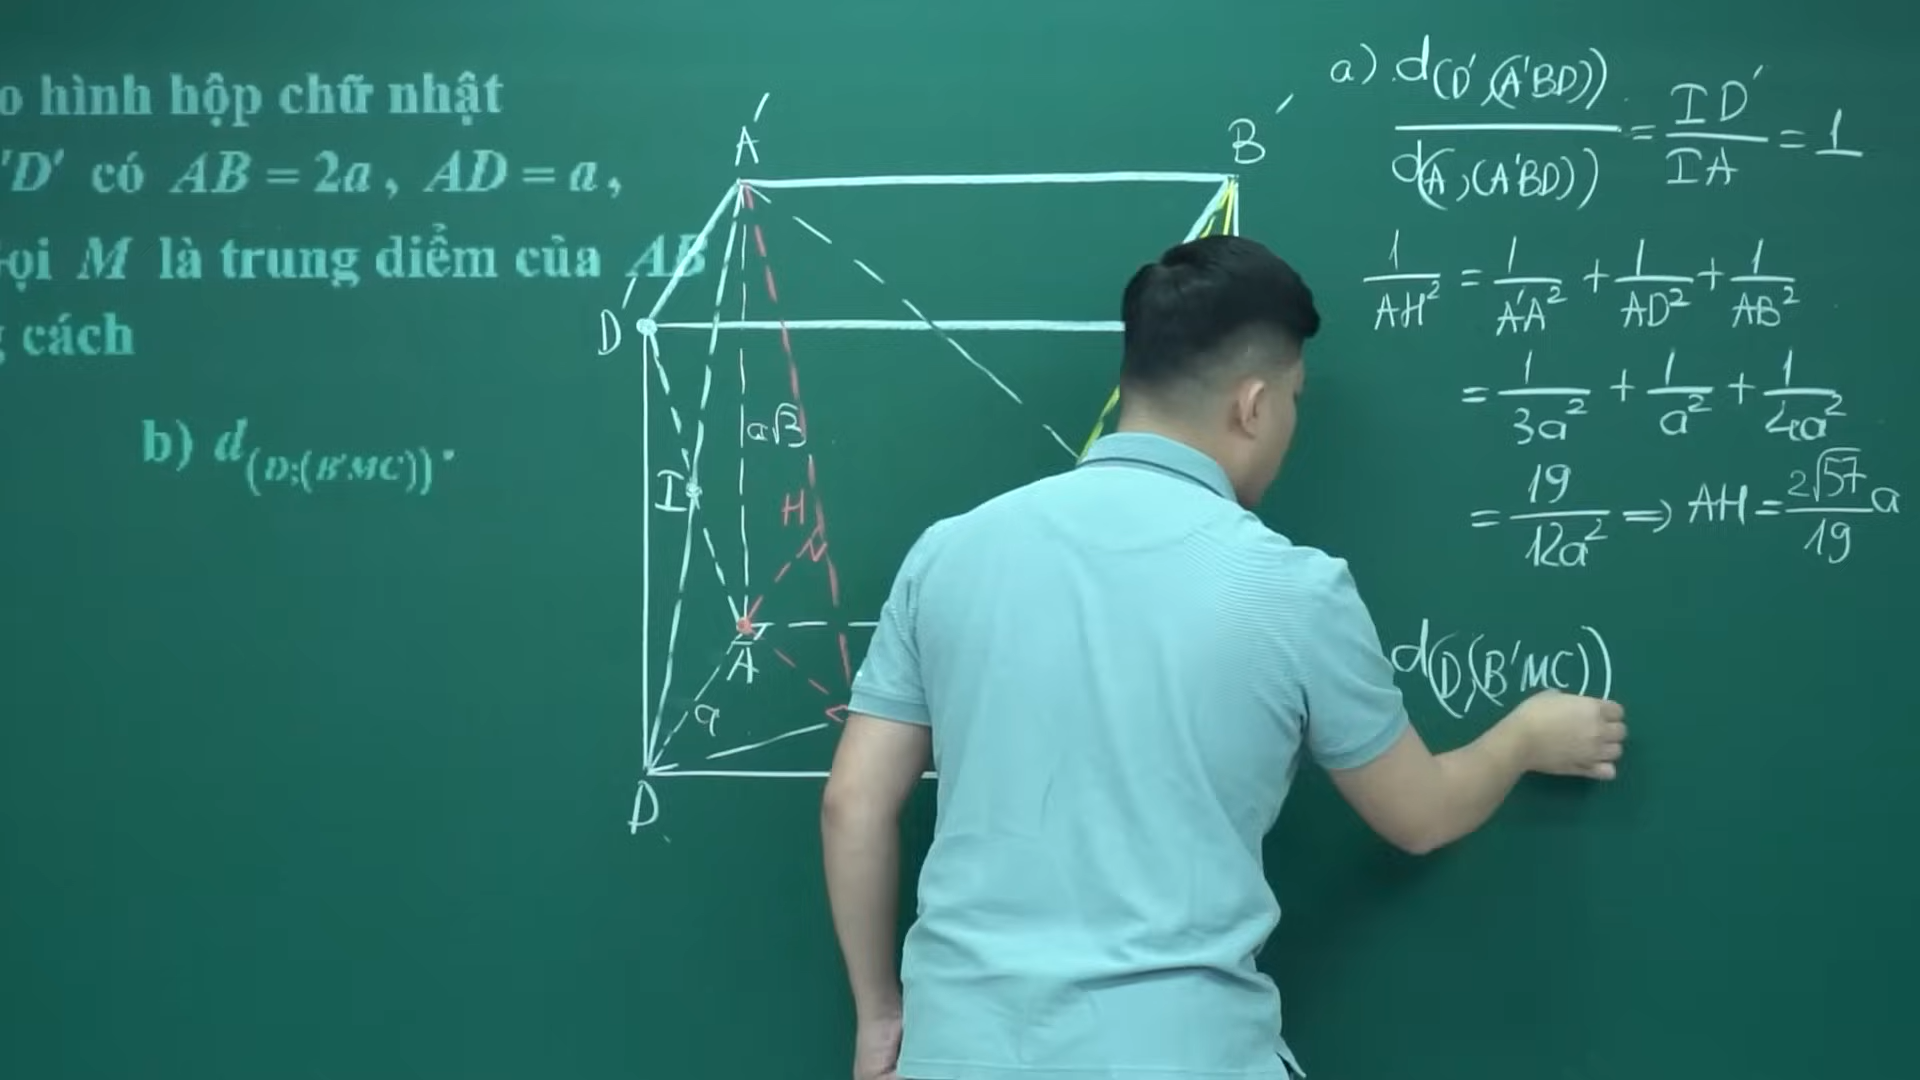 o hình hộp chữ nhật
'D' có AB = 2a, AD = a,
ọi M là trung diểm của AB
cách
b) d(D;(B'MC)).
A'
B'
D'
a√3
I
H
A
a
D
a) d(D',(A'BD)) / d(A,(A'BD)) = ID'/IA = 1
1/AH² = 1/A'A² + 1/AD² + 1/AB²
= 1/3a² + 1/a² + 1/4a²
= 19/12a² => AH = 2√57/19 a
d(D,(B'MC))